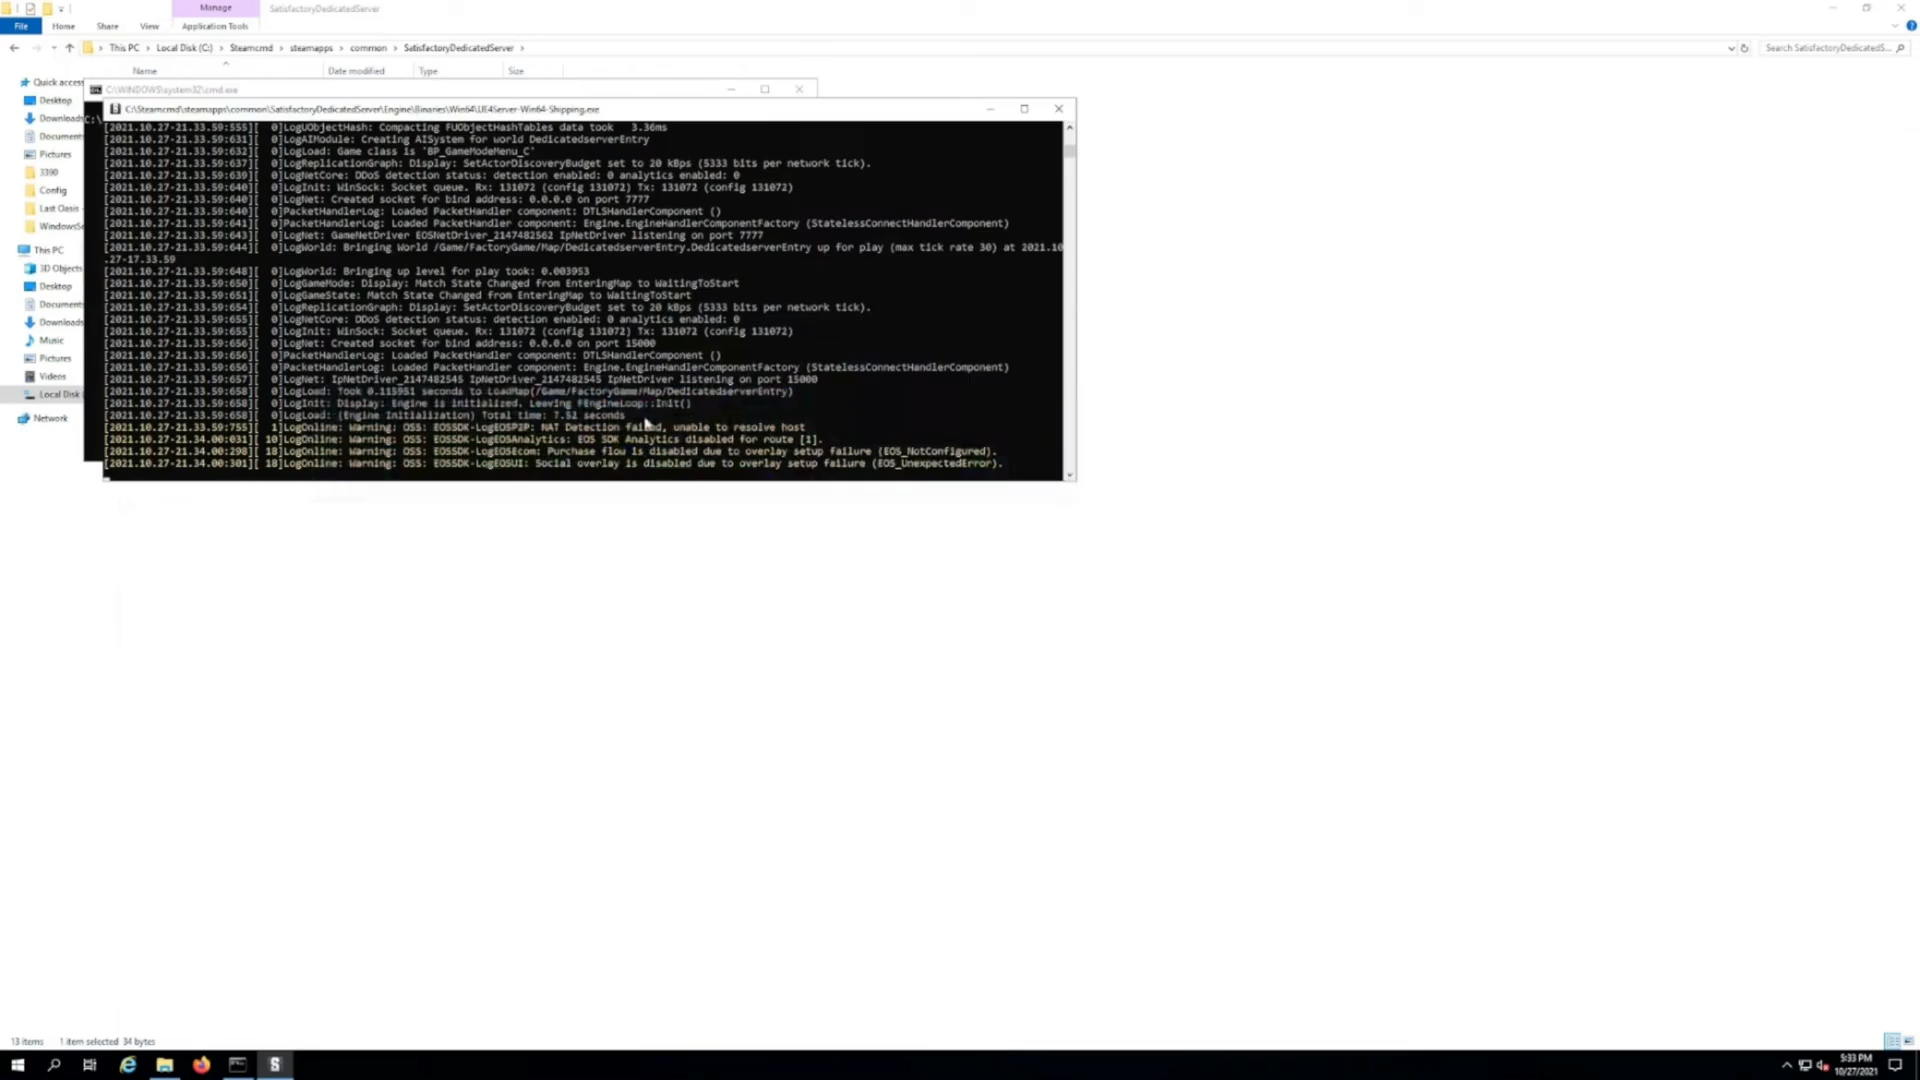 Manage
SatisfactoryDedicatedServer
File
Home
Share
View
Application Tools
This PC
Local Disk (C:)
Steamcmd
steamapps
common
SatisfactoryDedicatedServer
Search SatisfactoryDedicatedS...
Name
Date modified
Type
Size
Quick access
Desktop
Downloads
Documents
Pictures
3390
Config
Last Oasis -
WindowsSe
This PC
3D Objects
Desktop
Documents
Downloads
Music
Pictures
Videos
Local Disk
Network
C:\WINDOWS\system32\cmd.exe
C:\
C:\Steamcmd\steamapps\common\SatisfactoryDedicatedServer\Engine\Binaries\Win64\UE4Server-Win64-Shipping.exe
[2021.10.27-21.33.59:555][  0]LogUObjectHash: Compacting FUObjectHashTables data took   3.36ms
[2021.10.27-21.33.59:631][  0]LogAIModule: Creating AISystem for world DedicatedserverEntry
[2021.10.27-21.33.59:632][  0]LogLoad: Game class is 'BP_GameModeMenu_C'
[2021.10.27-21.33.59:637][  0]LogReplicationGraph: Display: SetActorDiscoveryBudget set to 20 kBps (5333 bits per network tick).
[2021.10.27-21.33.59:639][  0]LogNetCore: DDoS detection status: detection enabled: 0 analytics enabled: 0
[2021.10.27-21.33.59:640][  0]LogInit: WinSock: Socket queue. Rx: 131072 (config 131072) Tx: 131072 (config 131072)
[2021.10.27-21.33.59:640][  0]LogNet: Created socket for bind address: 0.0.0.0 on port 7777
[2021.10.27-21.33.59:640][  0]PacketHandlerLog: Loaded PacketHandler component: DTLSHandlerComponent ()
[2021.10.27-21.33.59:641][  0]PacketHandlerLog: Loaded PacketHandler component: Engine.EngineHandlerComponentFactory (StatelessConnectHandlerComponent)
[2021.10.27-21.33.59:643][  0]LogNet: GameNetDriver EOSNetDriver_2147482562 IpNetDriver listening on port 7777
[2021.10.27-21.33.59:644][  0]LogWorld: Bringing World /Game/FactoryGame/Map/DedicatedserverEntry.DedicatedserverEntry up for play (max tick rate 30) at 2021.10
.27-17.33.59
[2021.10.27-21.33.59:648][  0]LogWorld: Bringing up level for play took: 0.003953
[2021.10.27-21.33.59:650][  0]LogGameMode: Display: Match State Changed from EnteringMap to WaitingToStart
[2021.10.27-21.33.59:650][  0]LogGameState: Match State Changed from EnteringMap to WaitingToStart
[2021.10.27-21.33.59:654][  0]LogReplicationGraph: Display: SetActorDiscoveryBudget set to 20 kBps (5333 bits per network tick).
[2021.10.27-21.33.59:655][  0]LogNetCore: DDoS detection status: detection enabled: 0 analytics enabled: 0
[2021.10.27-21.33.59:655][  0]LogInit: WinSock: Socket queue. Rx: 131072 (config 131072) Tx: 131072 (config 131072)
[2021.10.27-21.33.59:656][  0]LogNet: Created socket for bind address: 0.0.0.0 on port 15000
[2021.10.27-21.33.59:656][  0]PacketHandlerLog: Loaded PacketHandler component: DTLSHandlerComponent ()
[2021.10.27-21.33.59:656][  0]PacketHandlerLog: Loaded PacketHandler component: Engine.EngineHandlerComponentFactory (StatelessConnectHandlerComponent)
[2021.10.27-21.33.59:657][  0]LogNet: IpNetDriver_2147482545 IpNetDriver_2147482545 IpNetDriver listening on port 15000
[2021.10.27-21.33.59:658][  0]LogLoad: Took 0.115951 seconds to LoadMap(/Game/FactoryGame/Map/DedicatedserverEntry)
[2021.10.27-21.33.59:658][  0]LogInit: Display: Engine is initialized. Leaving FEngineLoop::Init()
[2021.10.27-21.33.59:658][  0]LogLoad: (Engine Initialization) Total time: 7.52 seconds
[2021.10.27-21.33.59:755][  1]LogOnline: Warning: OSS: EOSSDK-LogEOSP2P: NAT Detection failed, unable to resolve host
[2021.10.27-21.34.00:031][ 10]LogOnline: Warning: OSS: EOSSDK-LogEOSAnalytics: EOS SDK Analytics disabled for route [1].
[2021.10.27-21.34.00:298][ 18]LogOnline: Warning: OSS: EOSSDK-LogEOSEcom: Purchase flow is disabled due to overlay setup failure (EOS_NotConfigured).
[2021.10.27-21.34.00:301][ 18]LogOnline: Warning: OSS: EOSSDK-LogEOSUI: Social overlay is disabled due to overlay setup failure (EOS_UnexpectedError).
13 items
1 item selected 34 bytes
5:33 PM
10/27/2021